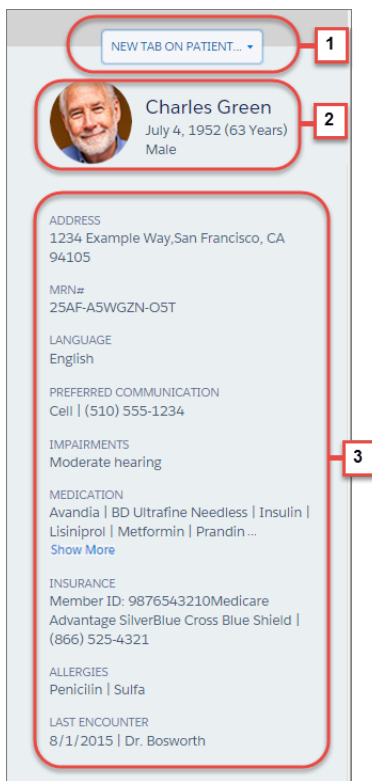 NEW TAB ON PATIENT...
1
Charles Green
July 4, 1952 (63 Years)
Male
2
ADDRESS
1234 Example Way,San Francisco, CA
94105
MRN#
25AF-A5WGZN-O5T
LANGUAGE
English
PREFERRED COMMUNICATION
Cell | (510) 555-1234
IMPAIRMENTS
Moderate hearing
3
MEDICATION
Avandia | BD Ultrafine Needless | Insulin |
Lisiniprol | Metformin | Prandin ...
Show More
INSURANCE
Member ID: 9876543210Medicare
Advantage SilverBlue Cross Blue Shield |
(866) 525-4321
ALLERGIES
Penicilin | Sulfa
LAST ENCOUNTER
8/1/2015 | Dr. Bosworth